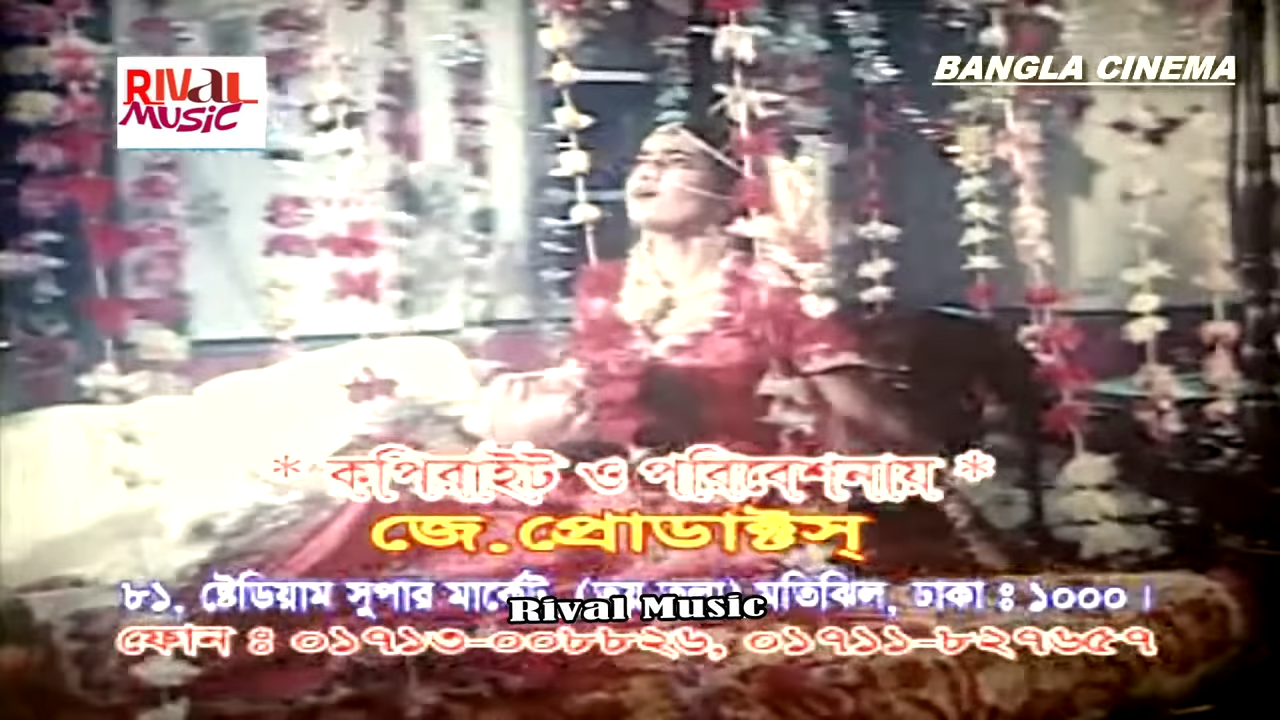 RIVAL
MUSIC
BANGLA CINEMA
* কপিরাইট ও পরিবেশনায় *
জে.প্রোডাক্টস্
৮১, ষ্টেডিয়াম সুপার মার্কেট, মতিঝিল, ঢাকা ঃ ১০০০ ।
Rival Music
ফোন ঃ ০১৭১৩-০০৮৮২৬, ০১৭১১-৮২৭৬৫৭